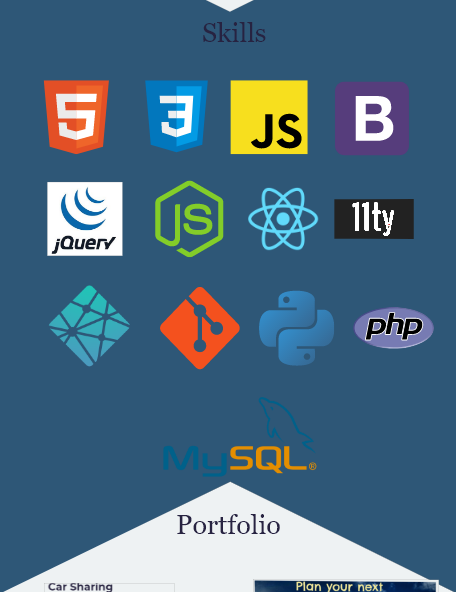 Skills
5
3
JS
B
jQuery
JS
11ty
php
MySQL®
Portfolio
Car Sharing
Plan your next